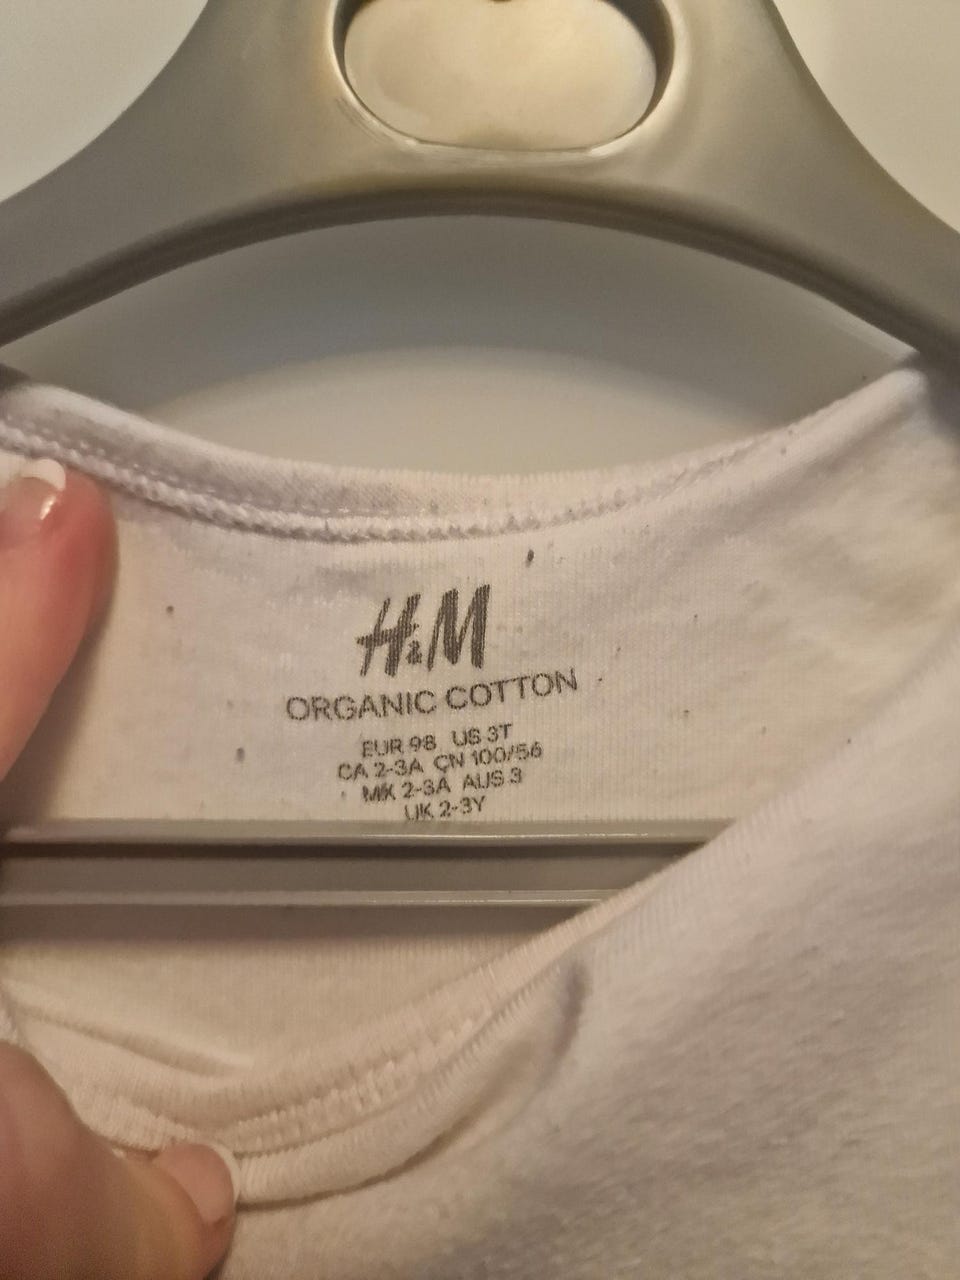 H&M
ORGANIC COTTON
EUR 98 US 3T
CA 2-3A CN 100/56
MX 2-3A AUS 3
UK 2-3Y